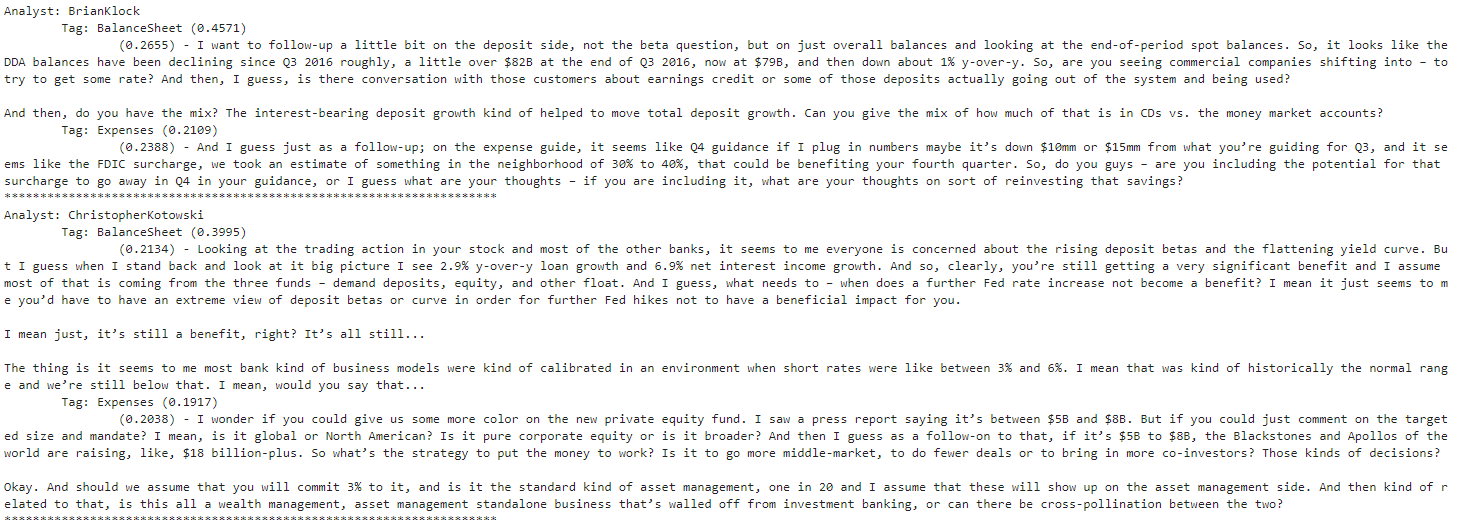 Analyst: BrianKlock
Tag: BalanceSheet (0.4571)
(0.2655) - I want to follow-up a little bit on the deposit side, not the beta question, but on just overall balances and looking at the end-of-period spot balances. So, it looks like the
DDA balances have been declining since Q3 2016 roughly, a little over $82B at the end of Q3 2016, now at $79B, and then down about 1% y-over-y. So, are you seeing commercial companies shifting into – to
try to get some rate? And then, I guess, is there conversation with those customers about earnings credit or some of those deposits actually going out of the system and being used?
And then, do you have the mix? The interest-bearing deposit growth kind of helped to move total deposit growth. Can you give the mix of how much of that is in CDs vs. the money market accounts?
Tag: Expenses (0.2109)
(0.2388) - And I guess just as a follow-up; on the expense guide, it seems like Q4 guidance if I plug in numbers maybe it’s down $10mm or $15mm from what you’re guiding for Q3, and it se
ems like the FDIC surcharge, we took an estimate of something in the neighborhood of 30% to 40%, that could be benefiting your fourth quarter. So, do you guys – are you including the potential for that
surcharge to go away in Q4 in your guidance, or I guess what are your thoughts – if you are including it, what are your thoughts on sort of reinvesting that savings?
**********************************************************************
Analyst: ChristopherKotowski
Tag: BalanceSheet (0.3995)
(0.2134) - Looking at the trading action in your stock and most of the other banks, it seems to me everyone is concerned about the rising deposit betas and the flattening yield curve. Bu
t I guess when I stand back and look at it big picture I see 2.9% y-over-y loan growth and 6.9% net interest income growth. And so, clearly, you’re still getting a very significant benefit and I assume
most of that is coming from the three funds – demand deposits, equity, and other float. And I guess, what needs to – when does a further Fed rate increase not become a benefit? I mean it just seems to m
e you’d have to have an extreme view of deposit betas or curve in order for further Fed hikes not to have a beneficial impact for you.
I mean just, it’s still a benefit, right? It’s all still...
The thing is it seems to me most bank kind of business models were kind of calibrated in an environment when short rates were like between 3% and 6%. I mean that was kind of historically the normal rang
e and we’re still below that. I mean, would you say that...
Tag: Expenses (0.1917)
(0.2038) - I wonder if you could give us some more color on the new private equity fund. I saw a press report saying it’s between $5B and $8B. But if you could just comment on the target
ed size and mandate? I mean, is it global or North American? Is it pure corporate equity or is it broader? And then I guess as a follow-on to that, if it’s $5B to $8B, the Blackstones and Apollos of the
world are raising, like, $18 billion-plus. So what’s the strategy to put the money to work? Is it to go more middle-market, to do fewer deals or to bring in more co-investors? Those kinds of decisions?
Okay. And should we assume that you will commit 3% to it, and is it the standard kind of asset management, one in 20 and I assume that these will show up on the asset management side. And then kind of r
elated to that, is this all a wealth management, asset management standalone business that’s walled off from investment banking, or can there be cross-pollination between the two?
**********************************************************************